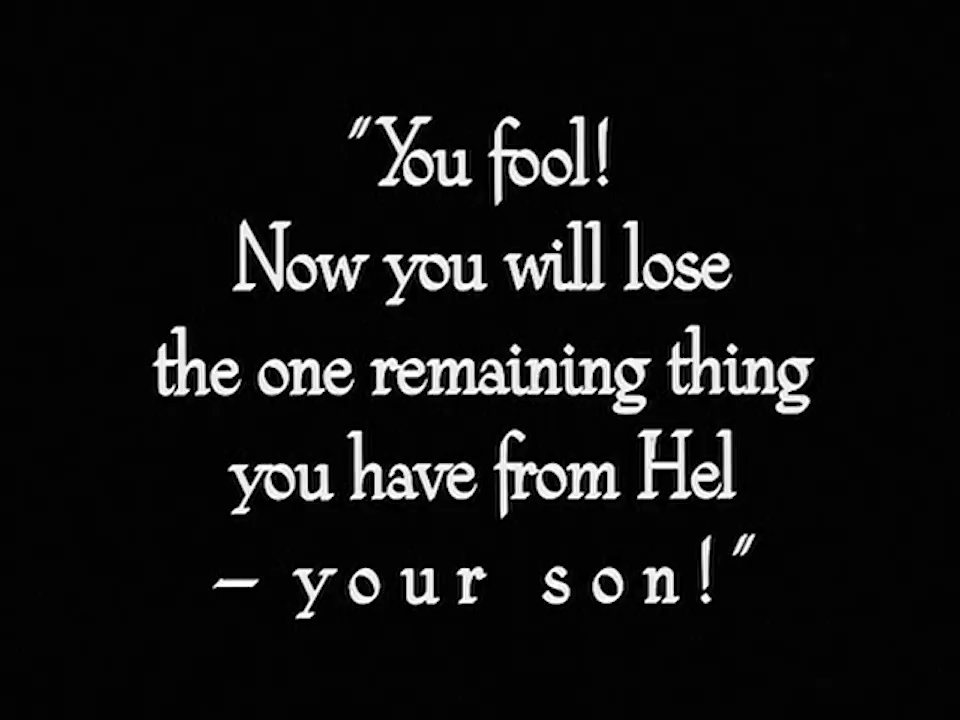 "You fool!
Now you will lose
the one remaining thing
you have from Hel
– your son!"